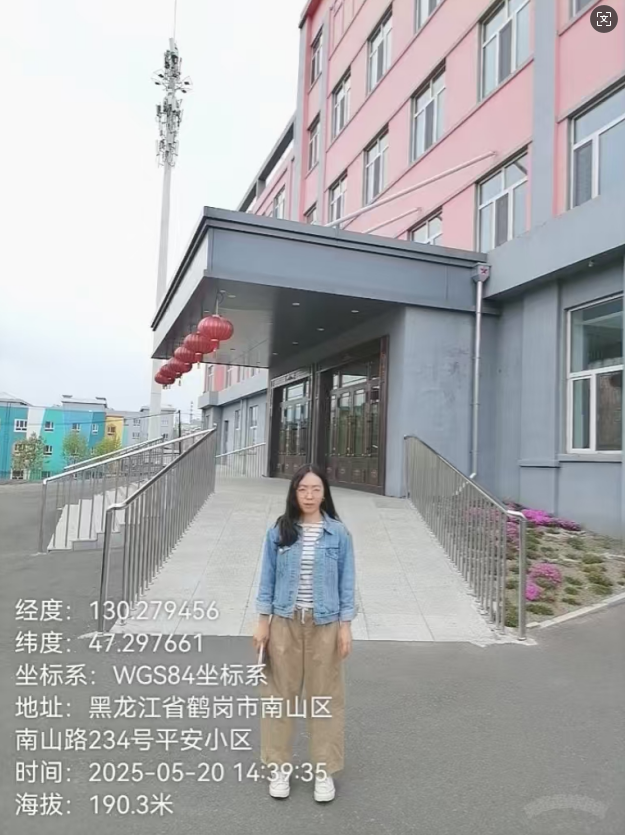 经度：130.279456
纬度：47.297661
坐标系：WGS84坐标系
地址：黑龙江省鹤岗市南山区
南山路234号平安小区
时间：2025-05-20 14:39:35
海拔：190.3米